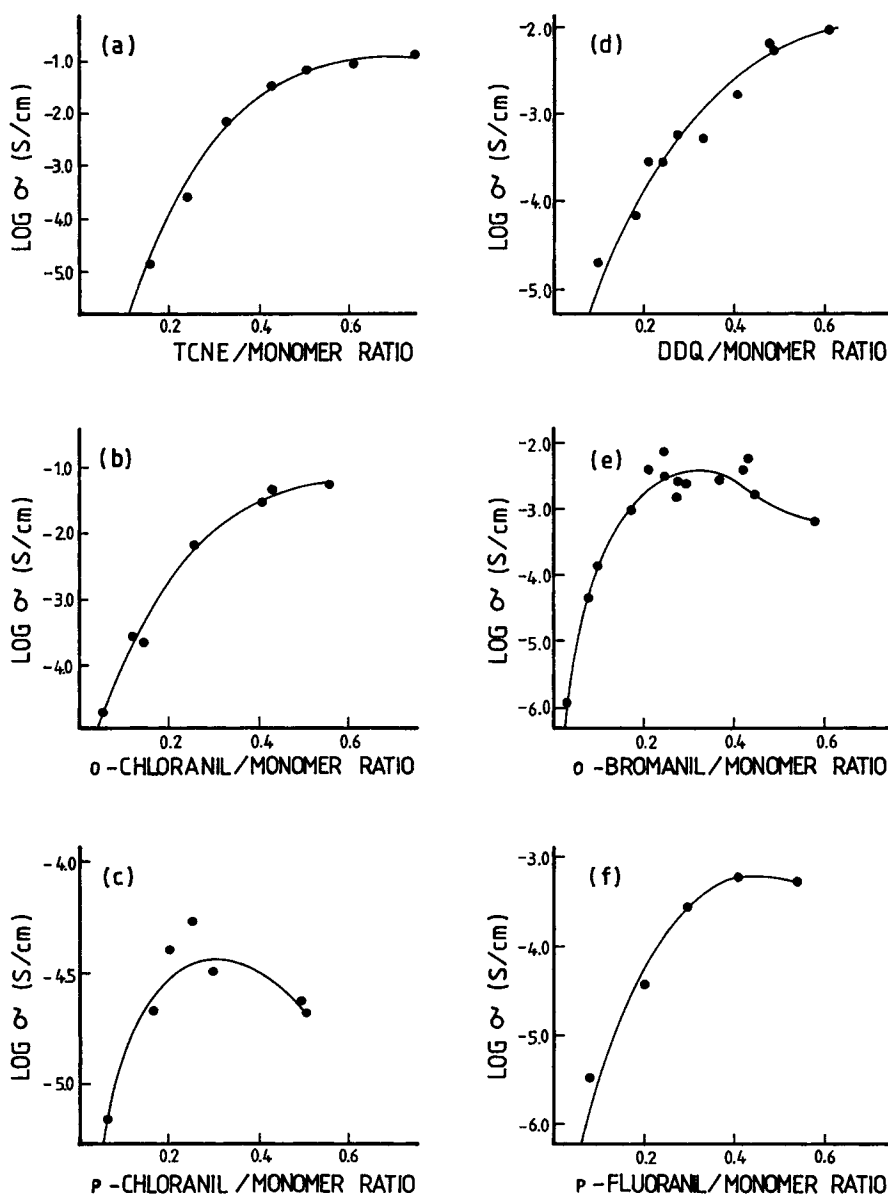 (a)
LOG σ (S/cm)
-1.0
-2.0
-3.0
-4.0
-5.0
0.2 0.4 0.6
TCNE/MONOMER RATIO
(d)
LOG σ (S/cm)
-2.0
-3.0
-4.0
-5.0
0.2 0.4 0.6
DDQ/MONOMER RATIO
(b)
LOG σ (S/cm)
-1.0
-2.0
-3.0
-4.0
0.2 0.4 0.6
o-CHLORANIL/MONOMER RATIO
(e)
LOG σ (S/cm)
-2.0
-3.0
-4.0
-5.0
-6.0
0.2 0.4 0.6
o-BROMANIL/MONOMER RATIO
(c)
LOG σ (S/cm)
-4.0
-4.5
-5.0
0.2 0.4 0.6
p-CHLORANIL/MONOMER RATIO
(f)
LOG σ (S/cm)
-3.0
-4.0
-5.0
-6.0
0.2 0.4 0.6
p-FLUORANIL/MONOMER RATIO